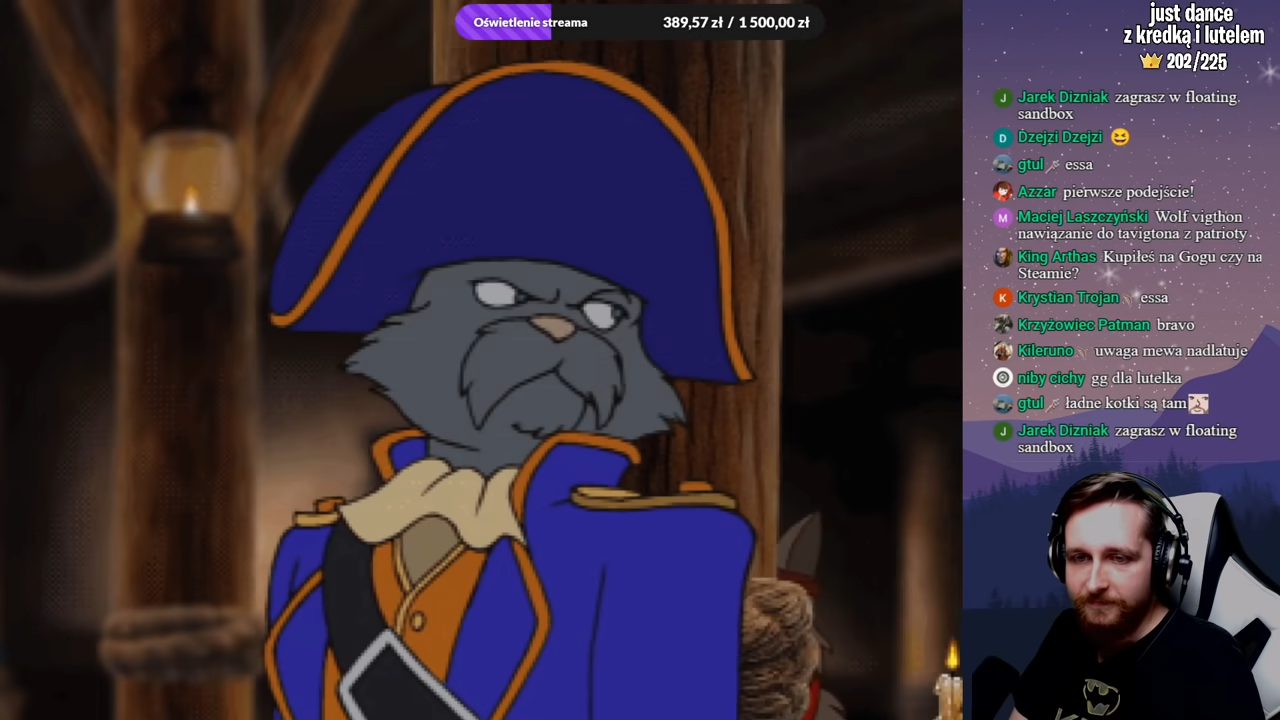 Oświetlenie streama 389,57 zł / 1 500,00 zł
just dance
z kredką i lutelem
202/225
J Jarek Dizniak zagrasz w floating
sandbox
D Dzejzi Dzejzi
gtul essa
Azzar pierwsze podejście!
M Maciej Laszczyński Wolf vigthon
nawiązanie do tavigtona z patrioty
King Arthas Kupiłeś na Gogu czy na
Steamie?
K Krystian Trojan essa
Krzyżowiec Patman bravo
Kileruno uwaga mewa nadlatuje
niby cichy gg dla lutelka
gtul ładne kotki są tam
J Jarek Dizniak zagrasz w floating
sandbox